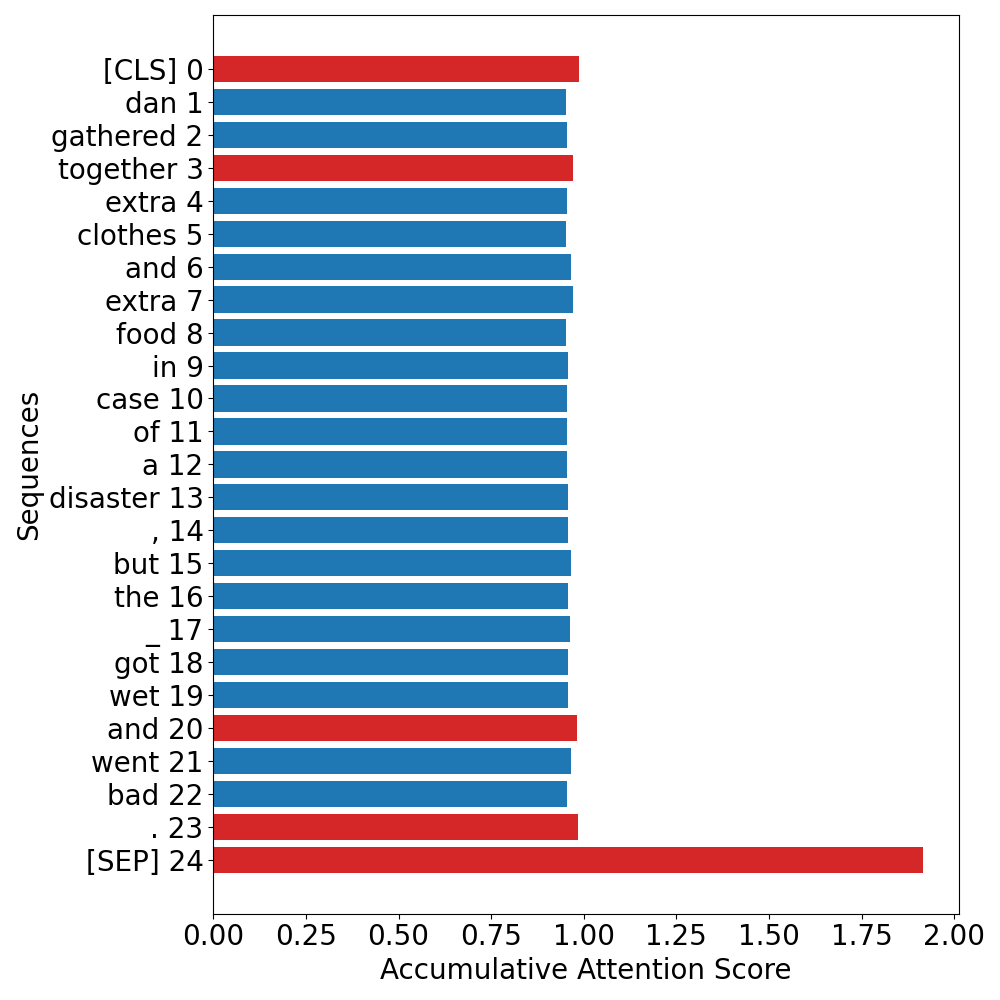 [CLS] 0
dan 1
gathered 2
together 3
extra 4
clothes 5
and 6
extra 7
food 8
in 9
case 10
of 11
a 12
disaster 13
, 14
but 15
the 16
_ 17
got 18
wet 19
and 20
went 21
bad 22
. 23
[SEP] 24
Sequences
0.00 0.25 0.50 0.75 1.00 1.25 1.50 1.75 2.00
Accumulative Attention Score